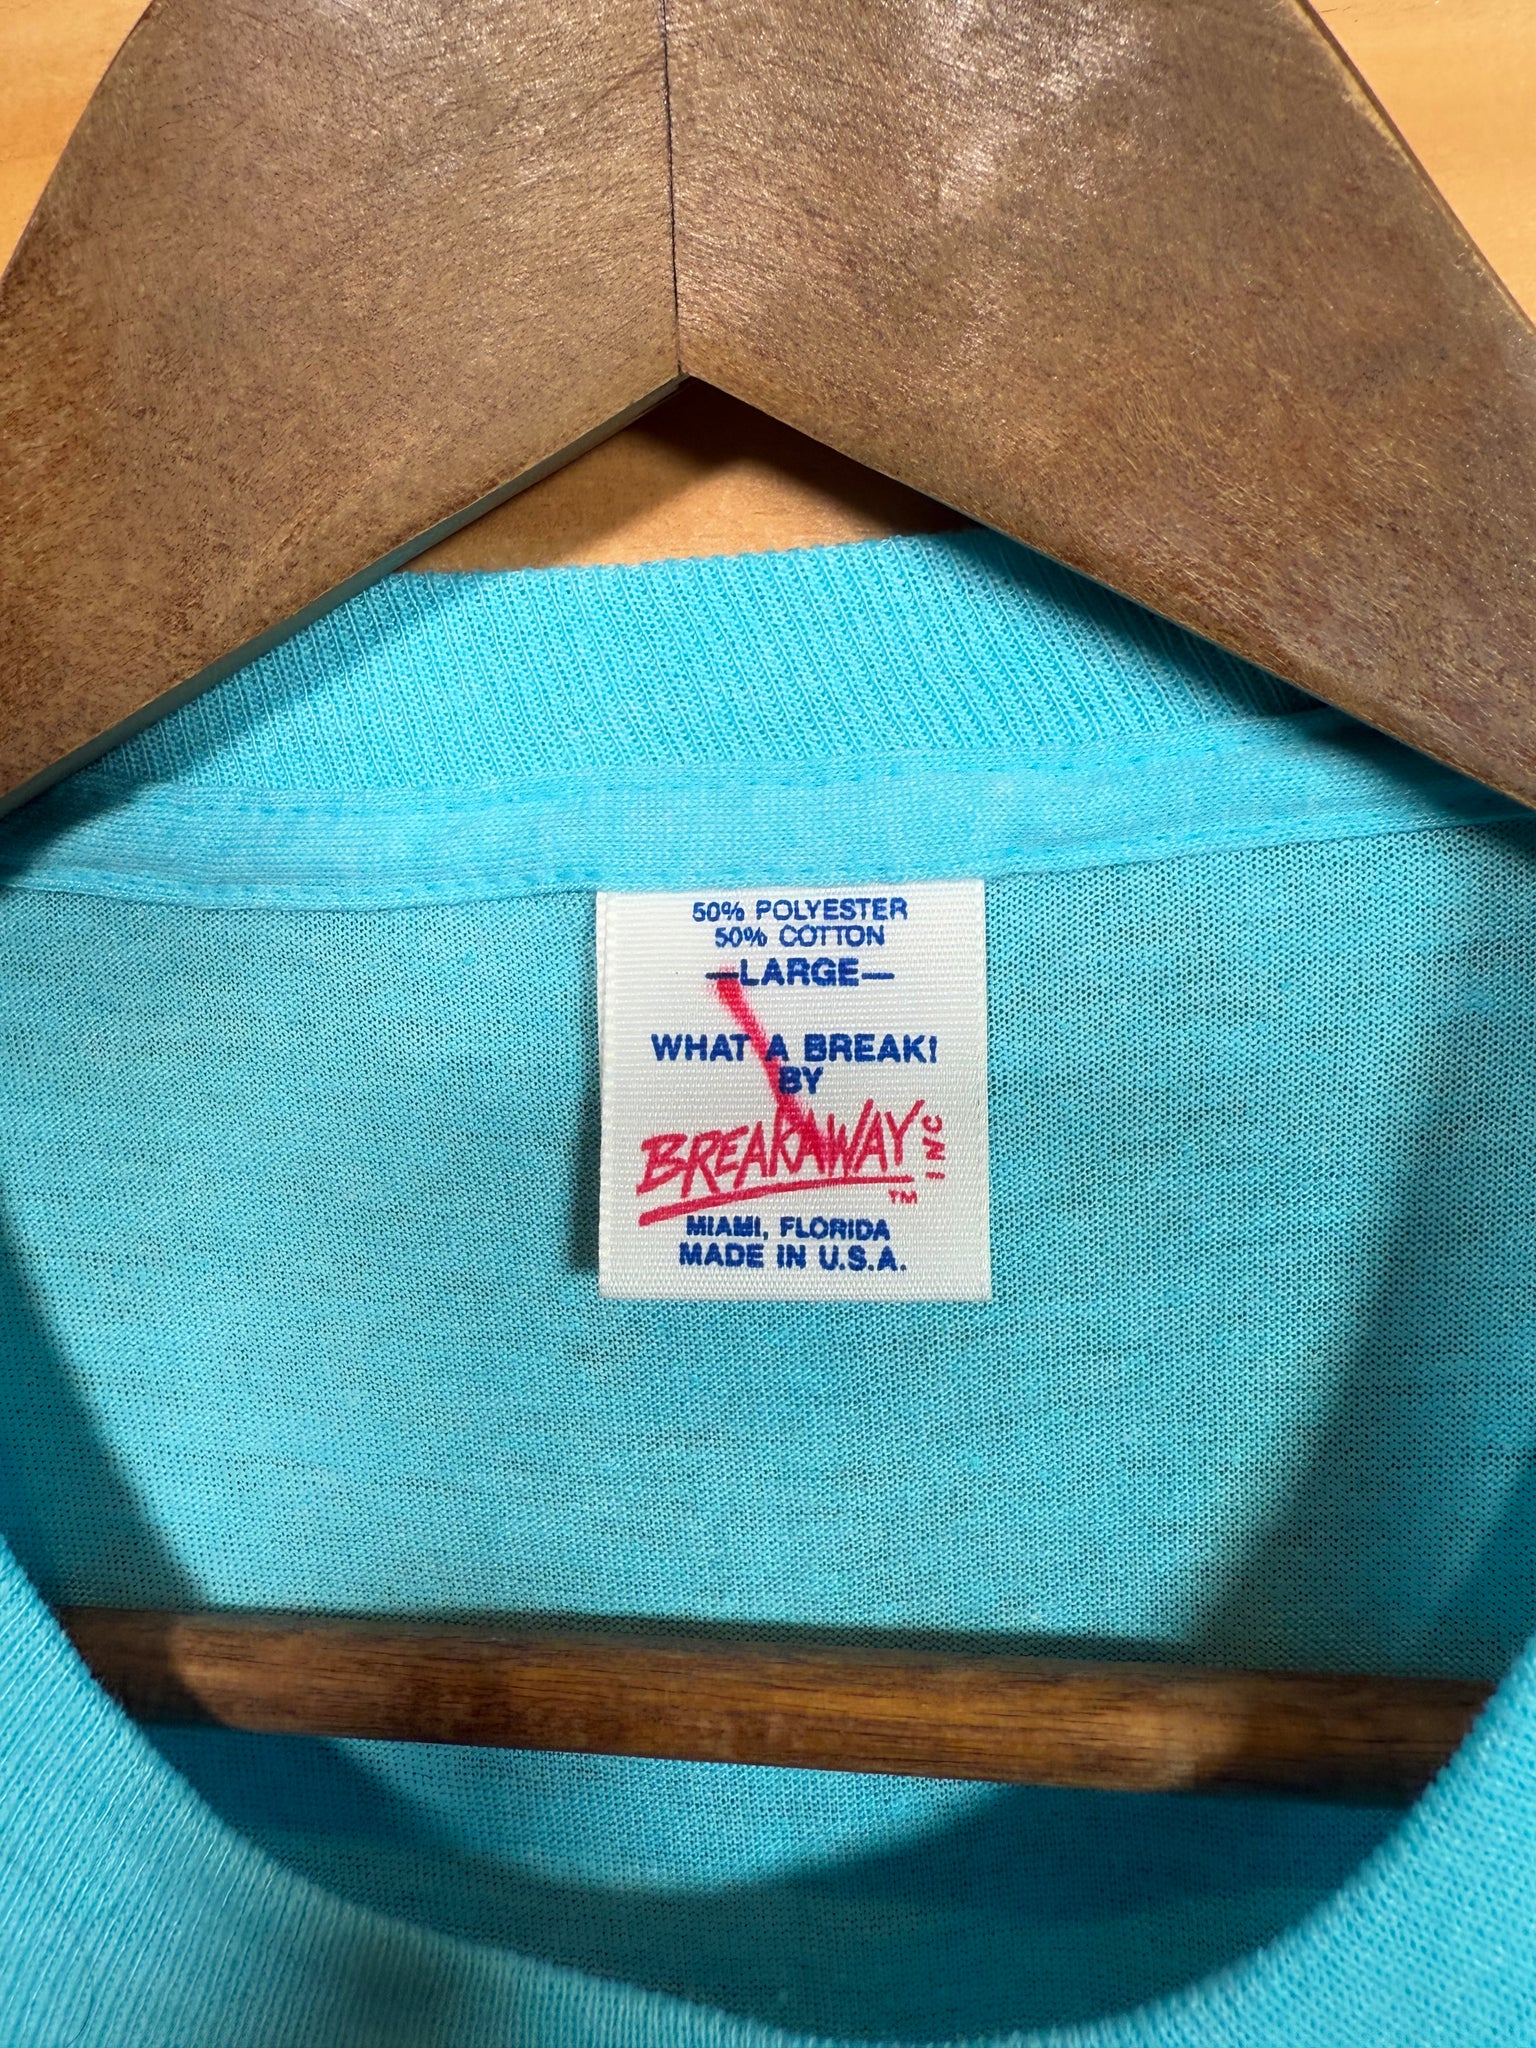 50% POLYESTER
50% COTTON
—LARGE—
WHAT A BREAK!
BY
BREAKAWAY INC
™
MIAMI, FLORIDA
MADE IN U.S.A.